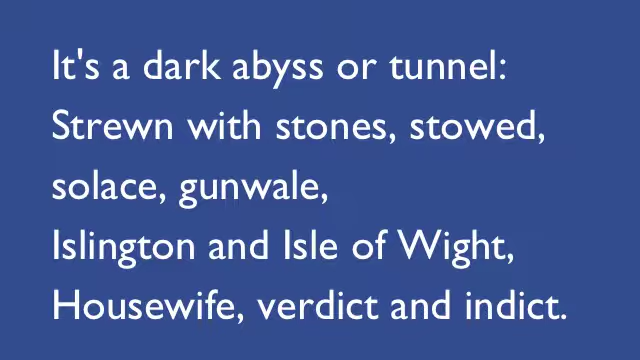 It's a dark abyss or tunnel:
Strewn with stones, stowed,
solace, gunwale,
Islington and Isle of Wight,
Housewife, verdict and indict.